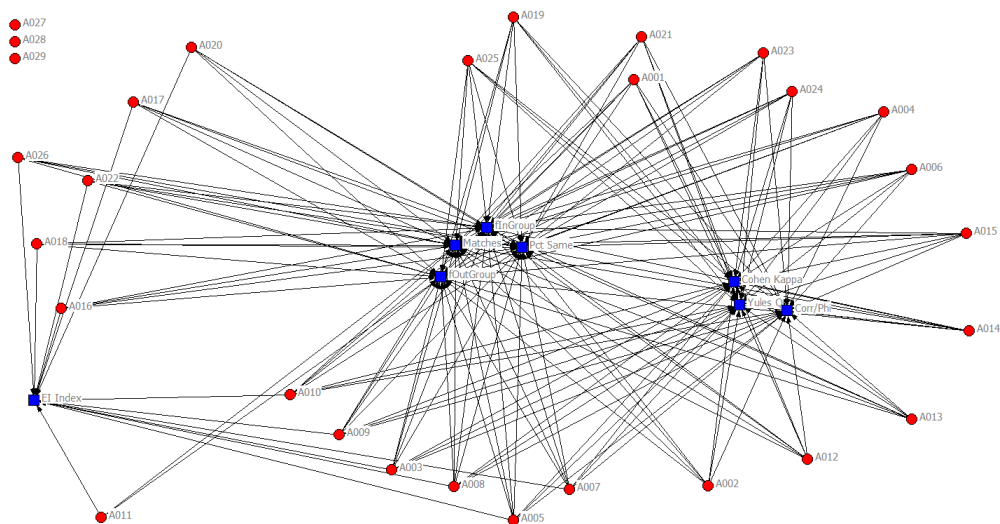 A027
A028
A029
A020
A019
A021
A023
A025
A001
A024
A017
A004
A026
A022
A006
A018
fInGroup
Matches
Pct Same
A015
fOutGroup
Cohen Kappa
A016
Yules Q
Corr/Phi
A014
EI Index
A010
A009
A013
A003
A012
A008
A007
A002
A011
A005